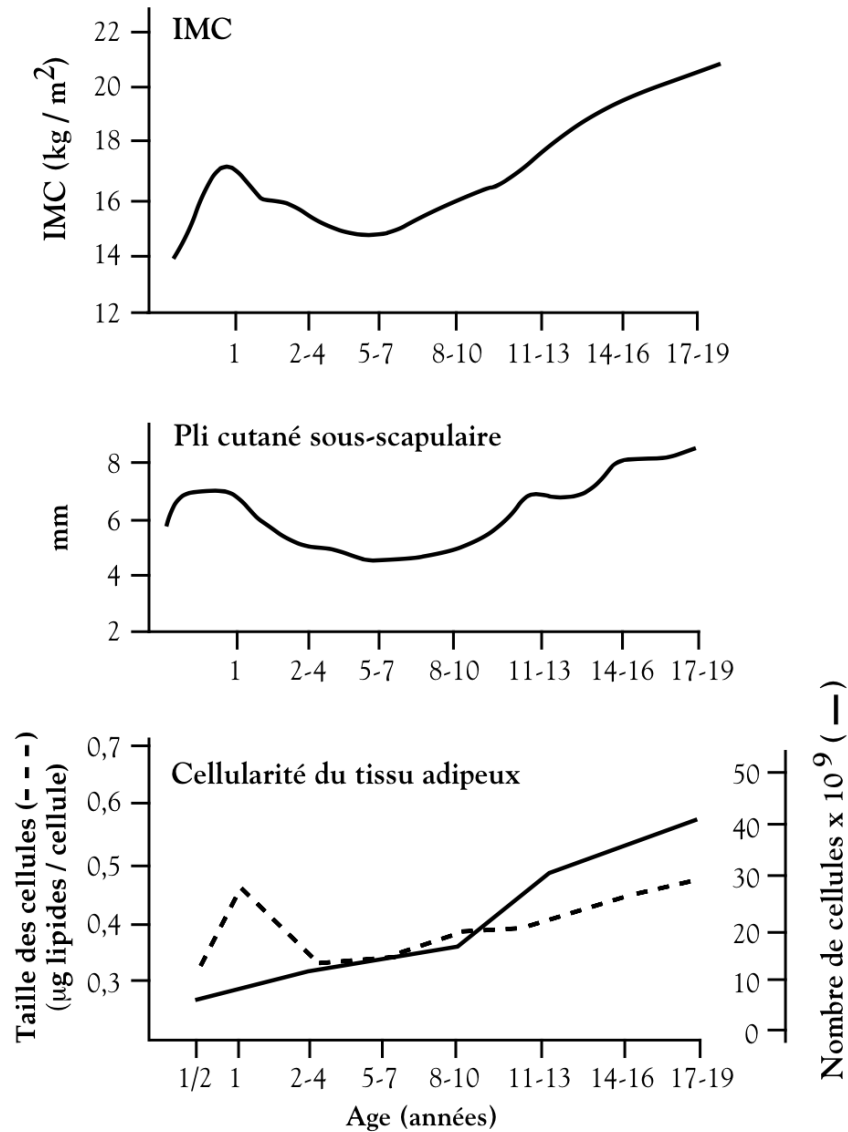 IMC
IMC (kg / m²)
22
20
18
16
14
12
1 2-4 5-7 8-10 11-13 14-16 17-19
Pli cutané sous-scapulaire
mm
8
6
4
2
1 2-4 5-7 8-10 11-13 14-16 17-19
Cellularité du tissu adipeux
Taille des cellules (---)
(µg lipides / cellule)
0,7
0,6
0,5
0,4
0,3
50
40
30
20
10
0
Nombre de cellules x 10⁹ (—)
1/2 1 2-4 5-7 8-10 11-13 14-16 17-19
Age (années)